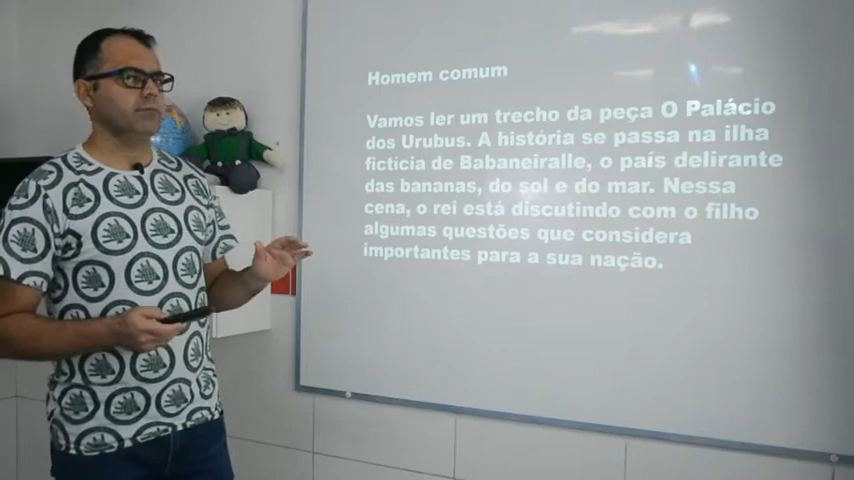 Homem comum
Vamos ler um trecho da peça O Palácio
dos Urubus. A história se passa na ilha
fictícia de Babaneiralle, o país delirante
das bananas, do sol e do mar. Nessa
cena, o rei está discutindo com o filho
algumas questões que considera
importantes, para a sua nação.